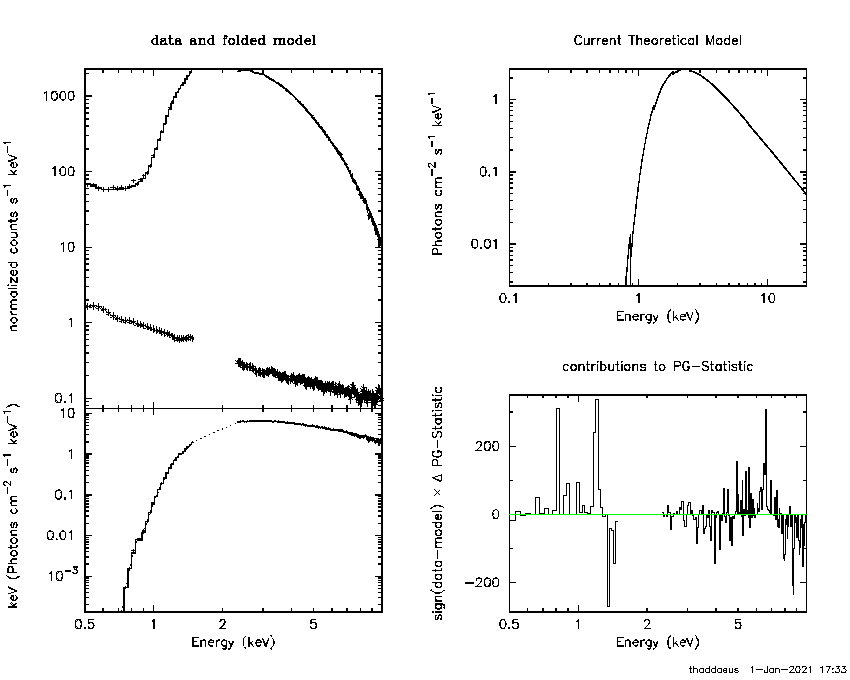 data and folded model
1000
100
10
1
0.1
normalized counts s−1 keV−1
10
1
0.1
0.01
10−3
keV (Photons cm−2 s−1 keV−1)
0.5 1 2 5
Energy (keV)
Current Theoretical Model
1
0.1
0.01
Photons cm−2 s−1 keV−1
0.1 1 10
Energy (keV)
contributions to PG−Statistic
200
0
−200
sign(data−model) × Δ PG−Statistic
0.5 1 2 5
Energy (keV)
thaddaeus 1−Jan−2021 17:33